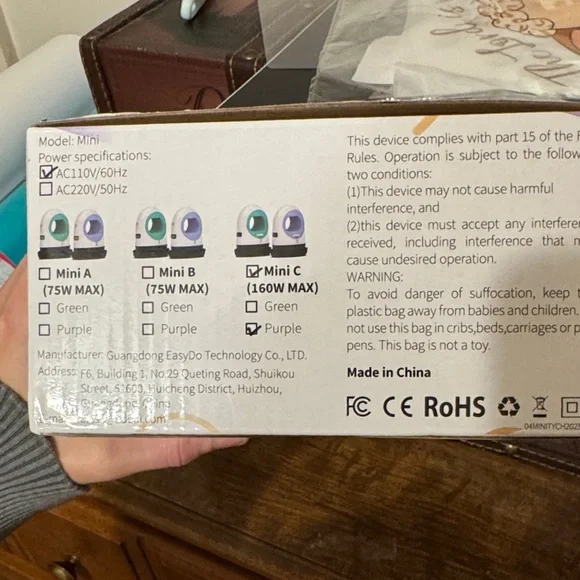 Model: Mini
Power specifications:
AC110V/60Hz
AC220V/50Hz
Mini A
(75W MAX)
Green
Purple
Mini B
(75W MAX)
Green
Purple
Mini C
(160W MAX)
Green
Purple
Manufacturer: Guangdong EasyDo Technology Co., LTD.
Address: F6, Building 1, No.29 Queting Road, Shuikou
Street, 51600, Huicheng District, Huizhou,
China
This device complies with part 15 of the
Rules. Operation is subject to the
two conditions:
(1)This device may not cause harmful
interference, and
(2)this device must accept any
received, including interference that
cause undesired operation.
WARNING:
To avoid danger of suffocation, keep
plastic bag away from babies and children.
not use this bag in cribs,beds,carriages or
pens. This bag is not a toy.
Made in China
FC CE RoHS
The